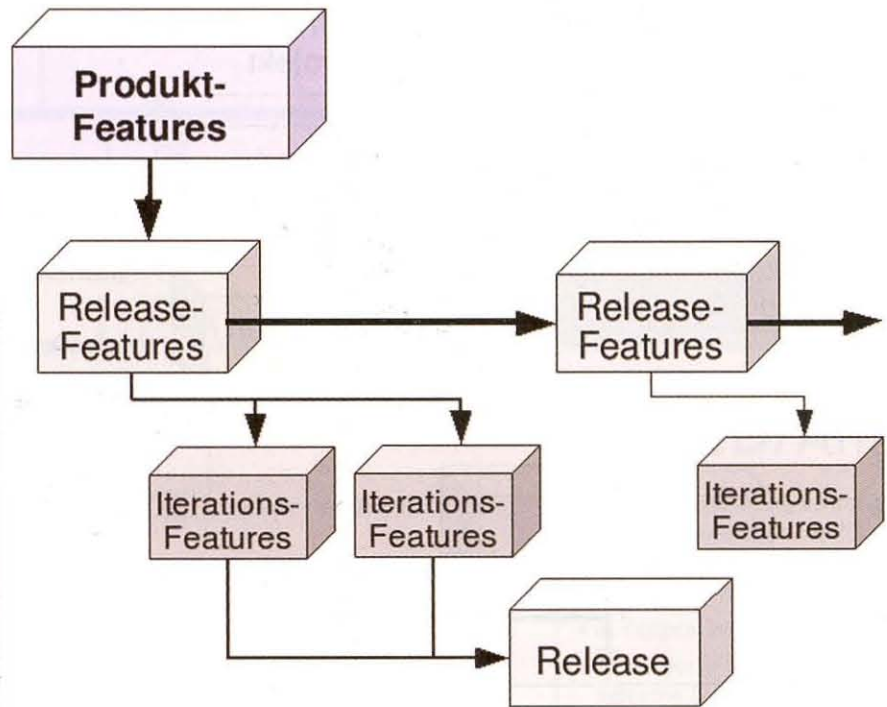 Produkt-
Features
Release-
Features
Release-
Features
Iterations-
Features
Iterations-
Features
Iterations-
Features
Release